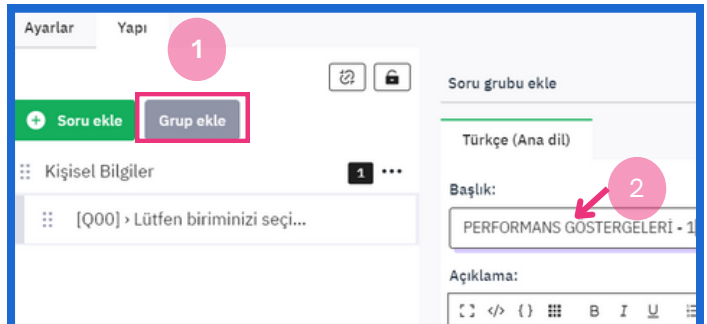 Ayarlar Yapı
1
Soru ekle Grup ekle
Kişisel Bilgiler 1
[Q00] › Lütfen biriminizi seçi...
Soru grubu ekle
Türkçe (Ana dil)
Başlık:
2
PERFORMANS GÖSTERGELERİ - 1
Açıklama:
B I U